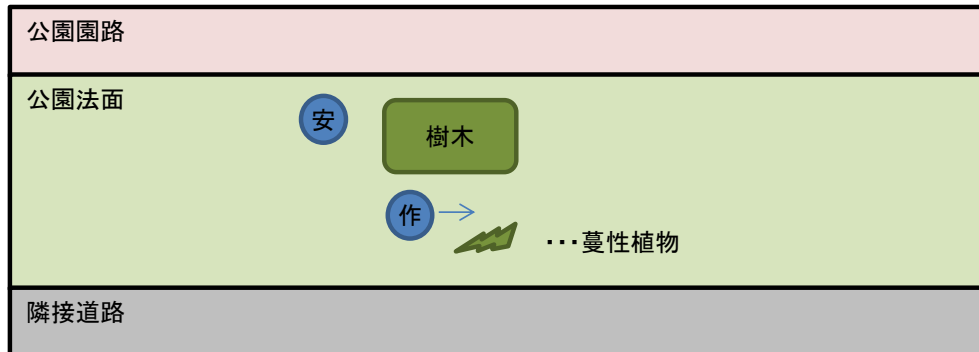 公園園路
公園法面
安
樹木
作
・・・蔓性植物
隣接道路